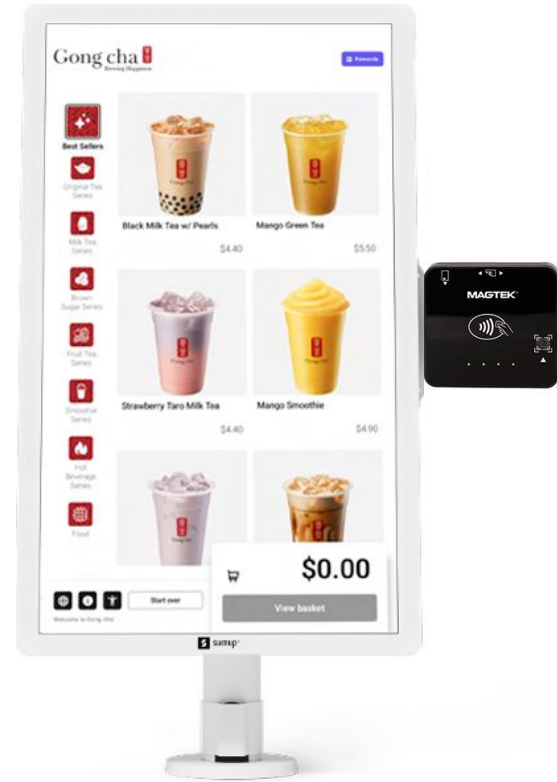 Gong cha 貢茶
Brewing Happiness
Rewards
Best Sellers
Original Tea
Series
Milk Tea
Series
Brown
Sugar Series
Fruit Tea
Series
Smoothie
Series
Hot
Beverage
Series
Food
Black Milk Tea w/ Pearls
$4.40
Mango Green Tea
$5.50
Strawberry Taro Milk Tea
$4.40
Mango Smoothie
$4.90
$0.00
View basket
Start over
Welcome to Gong cha!
sumup®
MAGTEK®